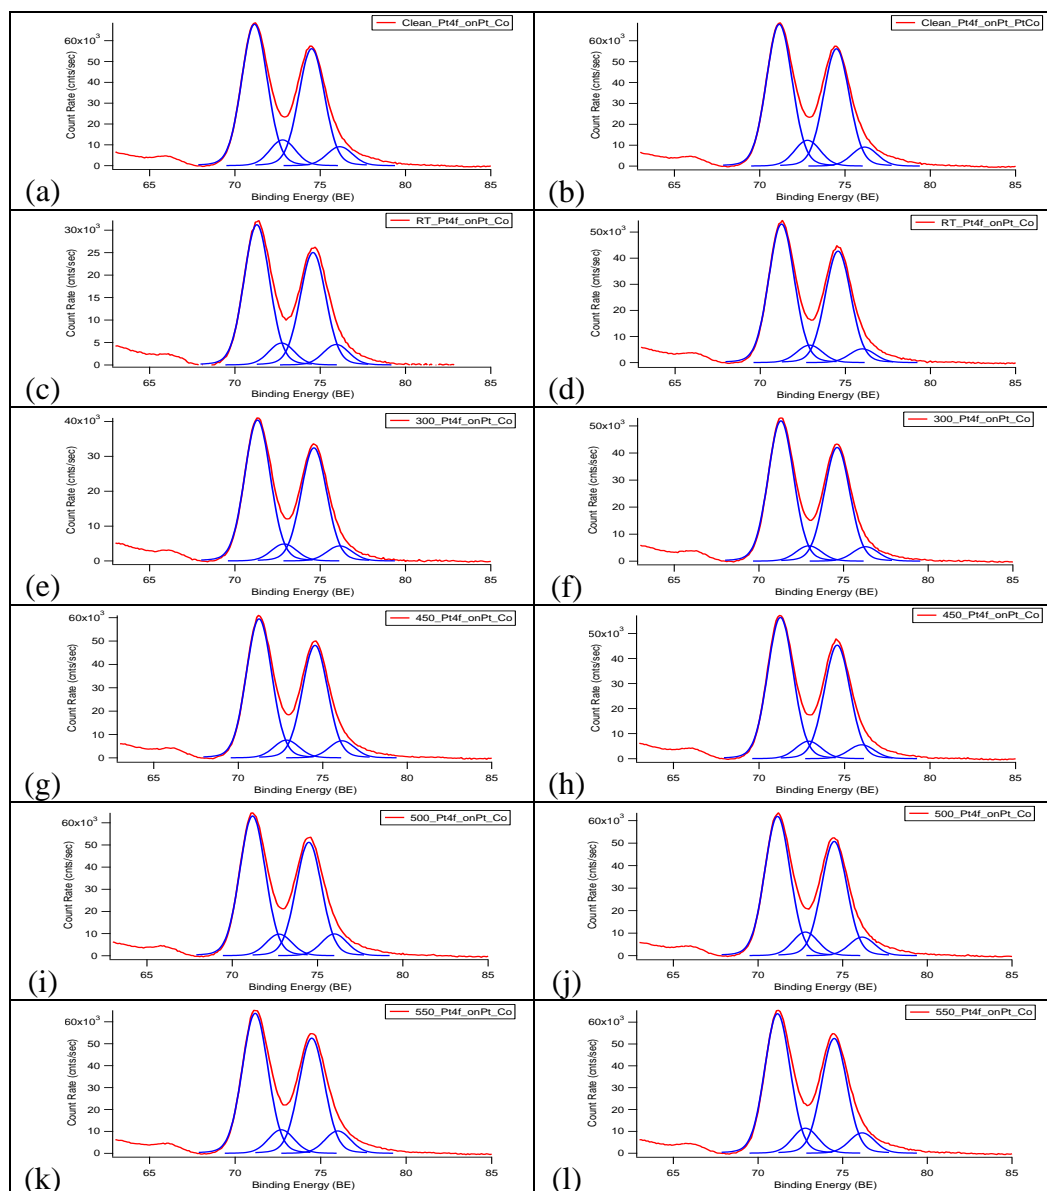 Clean_Pt4f_onPt_Co
Count Rate (cnts/sec)
60x10³
50
40
30
20
10
0
65 70 75 80 85
Binding Energy (BE)
(a)
Clean_Pt4f_onPt_PtCo
Count Rate (cnts/sec)
60x10³
50
40
30
20
10
0
65 70 75 80 85
Binding Energy (BE)
(b)
RT_Pt4f_onPt_Co
Count Rate (cnts/sec)
30x10³
25
20
15
10
5
0
65 70 75 80 85
Binding Energy (BE)
(c)
RT_Pt4f_onPt_Co
Count Rate (cnts/sec)
50x10³
40
30
20
10
0
65 70 75 80 85
Binding Energy (BE)
(d)
300_Pt4f_onPt_Co
Count Rate (cnts/sec)
40x10³
30
20
10
0
65 70 75 80 85
Binding Energy (BE)
(e)
300_Pt4f_onPt_Co
Count Rate (cnts/sec)
50x10³
40
30
20
10
0
65 70 75 80 85
Binding Energy (BE)
(f)
450_Pt4f_onPt_Co
Count Rate (cnts/sec)
60x10³
50
40
30
20
10
0
65 70 75 80 85
Binding Energy (BE)
(g)
450_Pt4f_onPt_Co
Count Rate (cnts/sec)
50x10³
40
30
20
10
0
65 70 75 80 85
Binding Energy (BE)
(h)
500_Pt4f_onPt_Co
Count Rate (cnts/sec)
60x10³
50
40
30
20
10
0
65 70 75 80 85
Binding Energy (BE)
(i)
500_Pt4f_onPt_Co
Count Rate (cnts/sec)
60x10³
50
40
30
20
10
0
65 70 75 80 85
Binding Energy (BE)
(j)
550_Pt4f_onPt_Co
Count Rate (cnts/sec)
60x10³
50
40
30
20
10
0
65 70 75 80 85
Binding Energy (BE)
(k)
550_Pt4f_onPt_Co
Count Rate (cnts/sec)
60x10³
50
40
30
20
10
0
65 70 75 80 85
Binding Energy (BE)
(l)